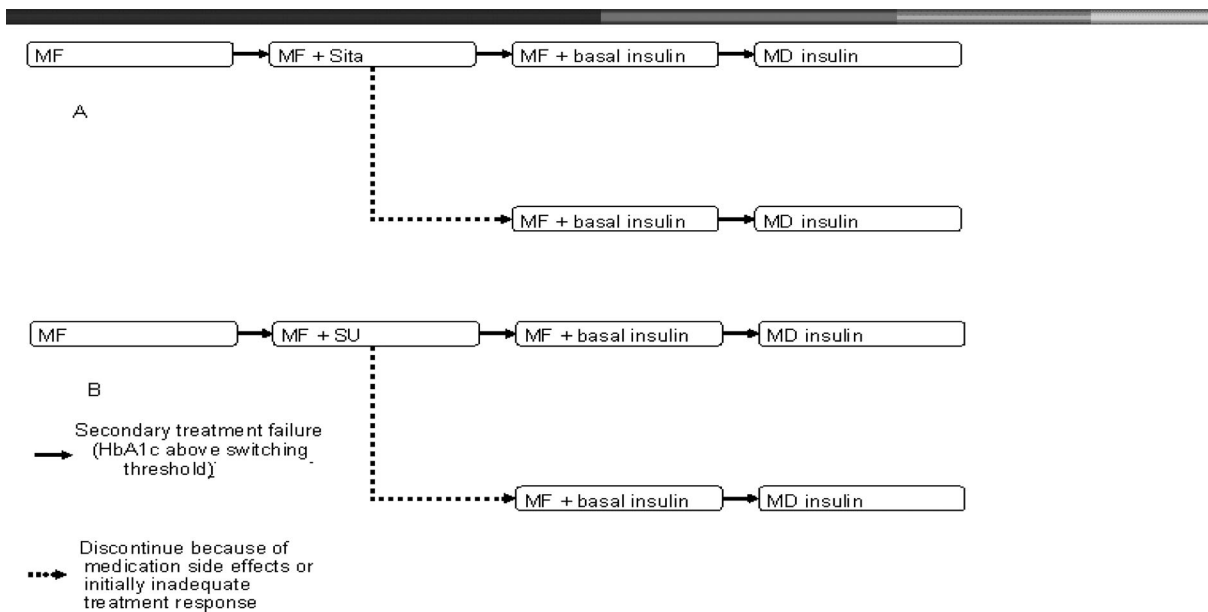 MF
MF + Sita
MF + basal insulin
MD insulin
A
MF + basal insulin
MD insulin
MF
MF + SU
MF + basal insulin
MD insulin
B
Secondary treatment failure
(HbA1c above switching
threshold)
MF + basal insulin
MD insulin
Discontinue because of
medication side effects or
initially inadequate
treatment response